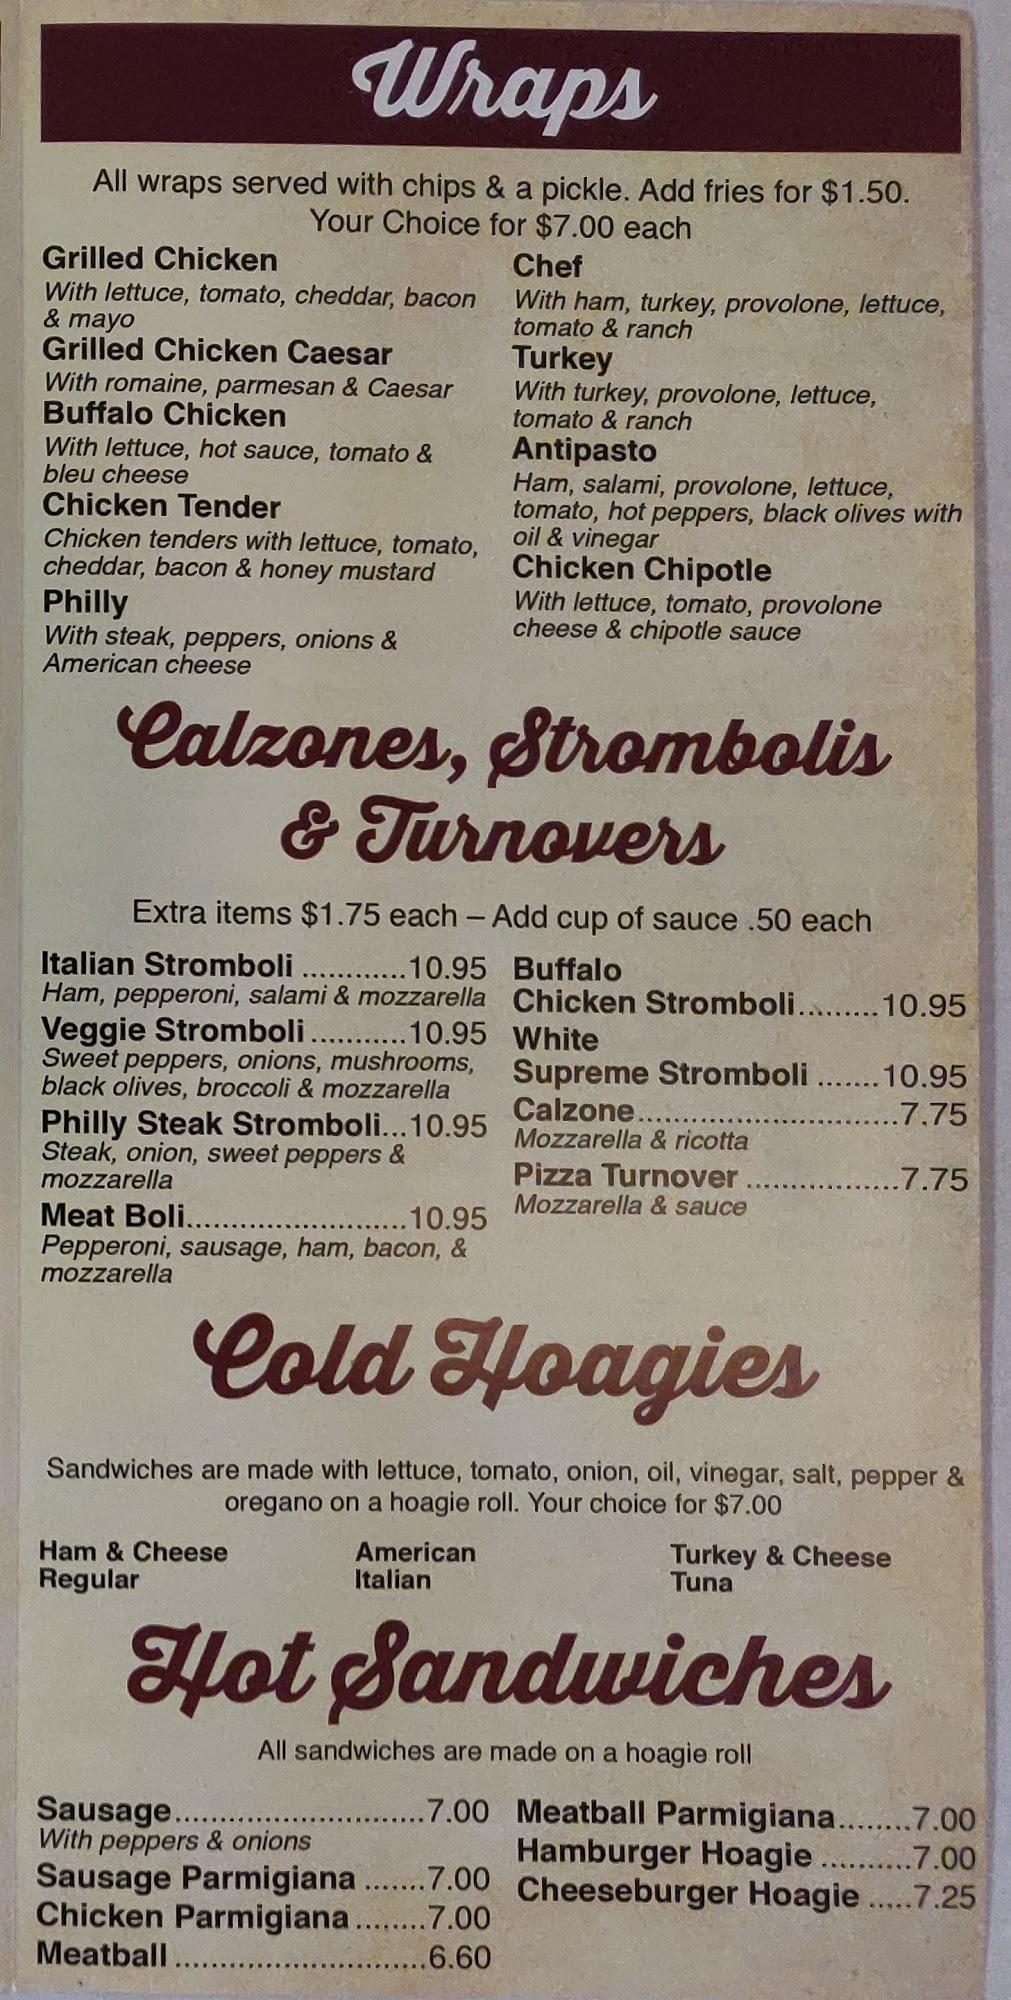 Wraps
All wraps served with chips & a pickle. Add fries for $1.50.
Your Choice for $7.00 each
Grilled Chicken
With lettuce, tomato, cheddar, bacon
& mayo
Grilled Chicken Caesar
With romaine, parmesan & Caesar
Buffalo Chicken
With lettuce, hot sauce, tomato &
bleu cheese
Chicken Tender
Chicken tenders with lettuce, tomato,
cheddar, bacon & honey mustard
Philly
With steak, peppers, onions &
American cheese
Chef
With ham, turkey, provolone, lettuce,
tomato & ranch
Turkey
With turkey, provolone, lettuce,
tomato & ranch
Antipasto
Ham, salami, provolone, lettuce,
tomato, hot peppers, black olives with
oil & vinegar
Chicken Chipotle
With lettuce, tomato, provolone
cheese & chipotle sauce
Calzones, Strombolis
& Turnovers
Extra items $1.75 each – Add cup of sauce .50 each
Italian Stromboli ............10.95
Ham, pepperoni, salami & mozzarella
Veggie Stromboli ...........10.95
Sweet peppers, onions, mushrooms,
black olives, broccoli & mozzarella
Philly Steak Stromboli...10.95
Steak, onion, sweet peppers &
mozzarella
Meat Boli.........................10.95
Pepperoni, sausage, ham, bacon, &
mozzarella
Buffalo
Chicken Stromboli.........10.95
White
Supreme Stromboli .......10.95
Calzone..............................7.75
Mozzarella & ricotta
Pizza Turnover .................7.75
Mozzarella & sauce
Cold Hoagies
Sandwiches are made with lettuce, tomato, onion, oil, vinegar, salt, pepper &
oregano on a hoagie roll. Your choice for $7.00
Ham & Cheese American Turkey & Cheese
Regular Italian Tuna
Hot Sandwiches
All sandwiches are made on a hoagie roll
Sausage............................7.00
With peppers & onions
Sausage Parmigiana .......7.00
Chicken Parmigiana ........7.00
Meatball ............................6.60
Meatball Parmigiana........7.00
Hamburger Hoagie ..........7.00
Cheeseburger Hoagie .....7.25